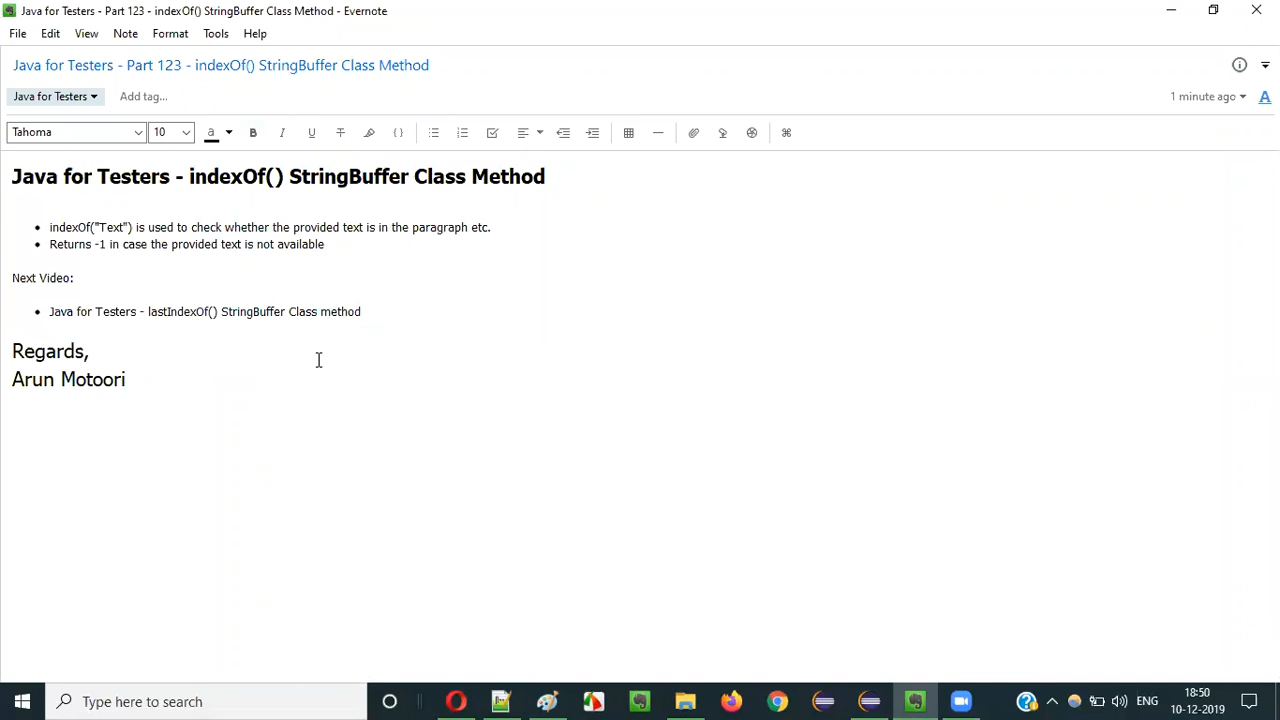 Java for Testers - Part 123 - indexOf() StringBuffer Class Method - Evernote
File Edit View Note Format Tools Help
Java for Testers - Part 123 - indexOf() StringBuffer Class Method
Java for Testers Add tag... 1 minute ago
Tahoma 10
Java for Testers - indexOf() StringBuffer Class Method
• indexOf("Text") is used to check whether the provided text is in the paragraph etc.
• Returns -1 in case the provided text is not available
Next Video:
• Java for Testers - lastIndexOf() StringBuffer Class method
Regards,
Arun Motoori
Type here to search
ENG
18:50
10-12-2019